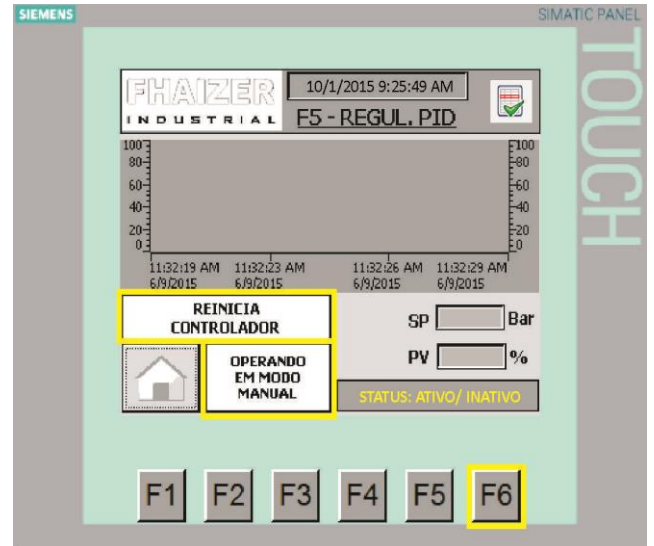 SIEMENS
SIMATIC PANEL
TOUCH
FHAIZER
INDUSTRIAL
10/1/2015 9:25:49 AM
F5 - REGUL. PID
100 100
80 80
60 60
40 40
20 20
0 0
11:32:19 AM 11:32:23 AM 11:32:26 AM 11:32:29 AM
6/9/2015 6/9/2015 6/9/2015 6/9/2015
REINICIA
CONTROLADOR
SP Bar
PV %
OPERANDO
EM MODO
MANUAL
STATUS: ATIVO/ INATIVO
F1 F2 F3 F4 F5 F6